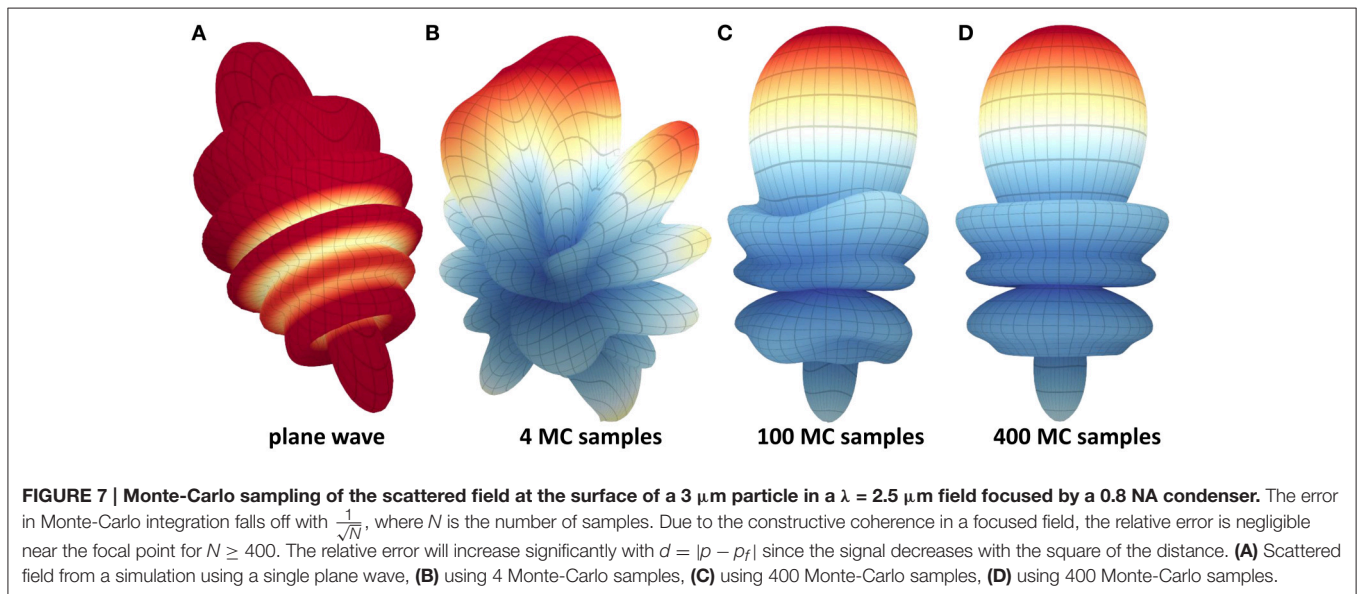 A B C D
plane wave 4 MC samples 100 MC samples 400 MC samples
FIGURE 7 | Monte-Carlo sampling of the scattered field at the surface of a 3 μm particle in a λ = 2.5 μm field focused by a 0.8 NA condenser. The error
in Monte-Carlo integration falls off with 1/√N, where N is the number of samples. Due to the constructive coherence in a focused field, the relative error is negligible
near the focal point for N ≥ 400. The relative error will increase significantly with d = |p − p_f| since the signal decreases with the square of the distance. (A) Scattered
field from a simulation using a single plane wave, (B) using 4 Monte-Carlo samples, (C) using 400 Monte-Carlo samples, (D) using 400 Monte-Carlo samples.